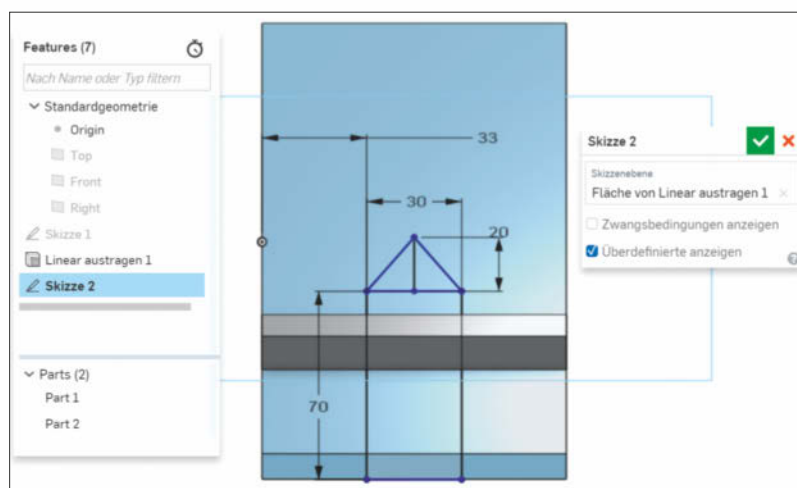 Features (7)
Nach Name oder Typ filtern
Standardgeometrie
Origin
Top
Front
Right
Skizze 1
Linear austragen 1
Skizze 2
Parts (2)
Part 1
Part 2
33
30
20
70
Skizze 2
Skizzenebene
Fläche von Linear austragen 1
Zwangsbedingungen anzeigen
Überdefinierte anzeigen